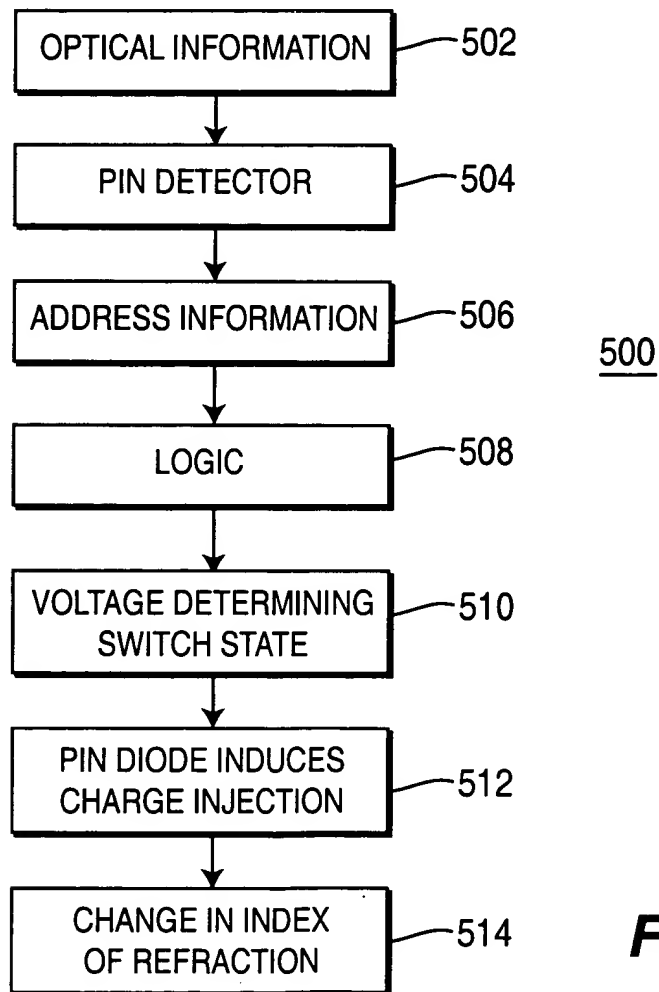 OPTICAL INFORMATION
502
PIN DETECTOR
504
ADDRESS INFORMATION
506
500
LOGIC
508
VOLTAGE DETERMINING
SWITCH STATE
510
PIN DIODE INDUCES
CHARGE INJECTION
512
CHANGE IN INDEX
OF REFRACTION
514
F